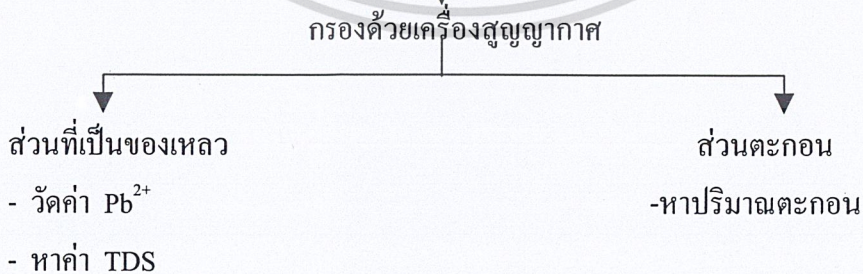 กรองด้วยเครื่องสูญญากาศ
ส่วนที่เป็นของเหลว
- วัดค่า Pb²⁺
- หาค่า TDS
ส่วนตะกอน
-หาปริมาณตะกอน